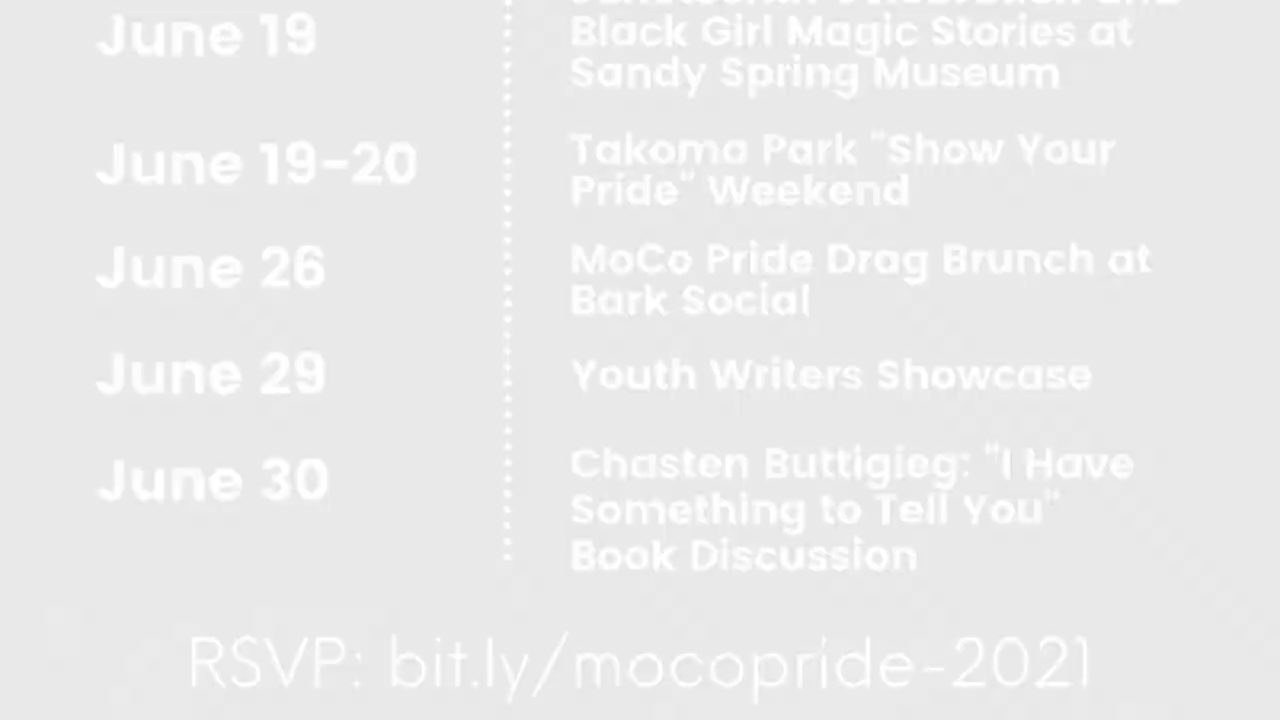 June 19
Black Girl Magic Stories at
Sandy Spring Museum
June 19-20
Takoma Park "Show Your
Pride" Weekend
June 26
MoCo Pride Drag Brunch at
Bark Social
June 29
Youth Writers Showcase
June 30
Chasten Buttigieg: "I Have
Something to Tell You"
Book Discussion
RSVP: bit.ly/mocopride-2021